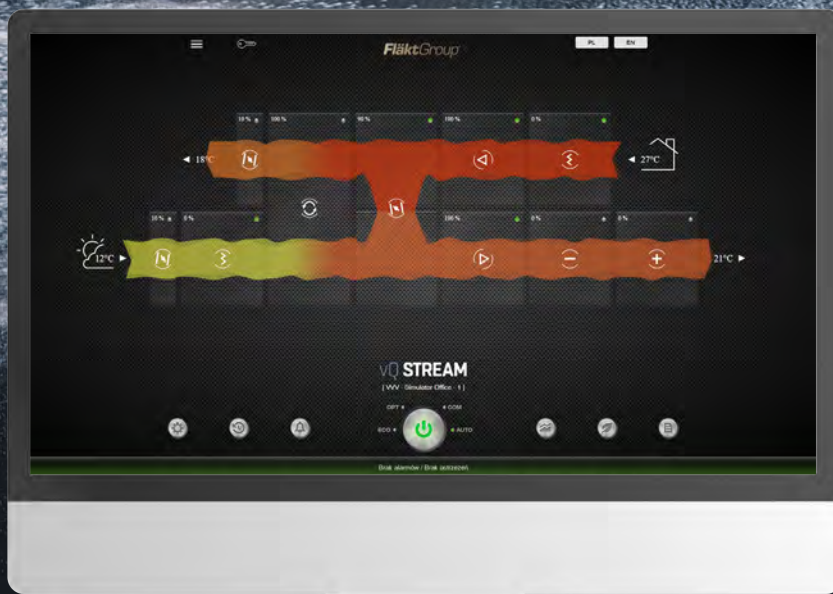 FläktGroup
PL EN
10 % 100 % 90 % 100 % 0 %
18°C
27°C
10 % 0 % 100 % 0 % 0 %
12°C
21°C
vQ STREAM
[ VVV - Simulator Office - 1 ]
OPT COM
ECO AUTO
Brak alarmów / Brak ostrzeżeń